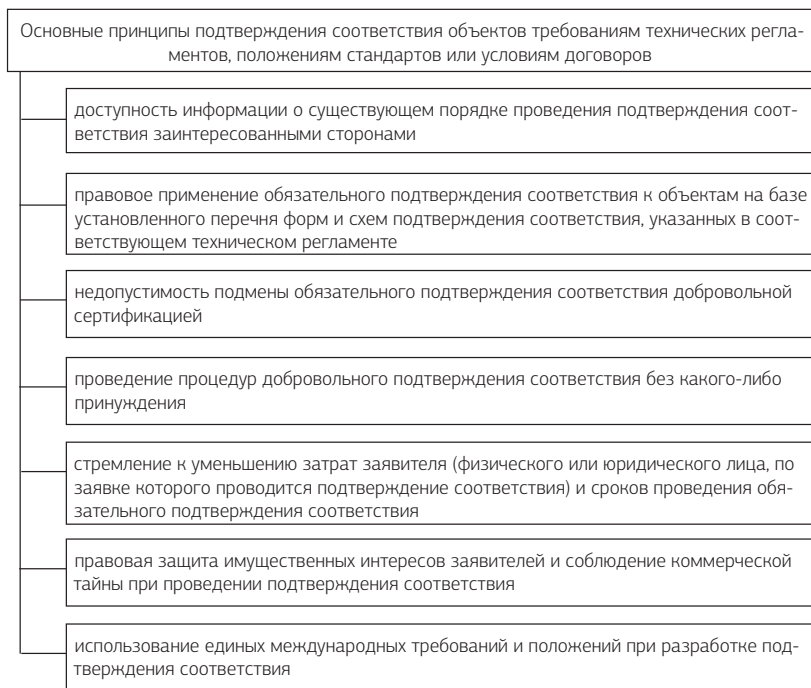 Основные принципы подтверждения соответствия объектов требованиям технических регла-
ментов, положениям стандартов или условиям договоров
доступность информации о существующем порядке проведения подтверждения соот-
ветствия заинтересованными сторонами
правовое применение обязательного подтверждения соответствия к объектам на базе
установленного перечня форм и схем подтверждения соответствия, указанных в соот-
ветствующем техническом регламенте
недопустимость подмены обязательного подтверждения соответствия добровольной
сертификацией
проведение процедур добровольного подтверждения соответствия без какого-либо
принуждения
стремление к уменьшению затрат заявителя (физического или юридического лица, по
заявке которого проводится подтверждение соответствия) и сроков проведения обя-
зательного подтверждения соответствия
правовая защита имущественных интересов заявителей и соблюдение коммерческой
тайны при проведении подтверждения соответствия
использование единых международных требований и положений при разработке под-
тверждения соответствия